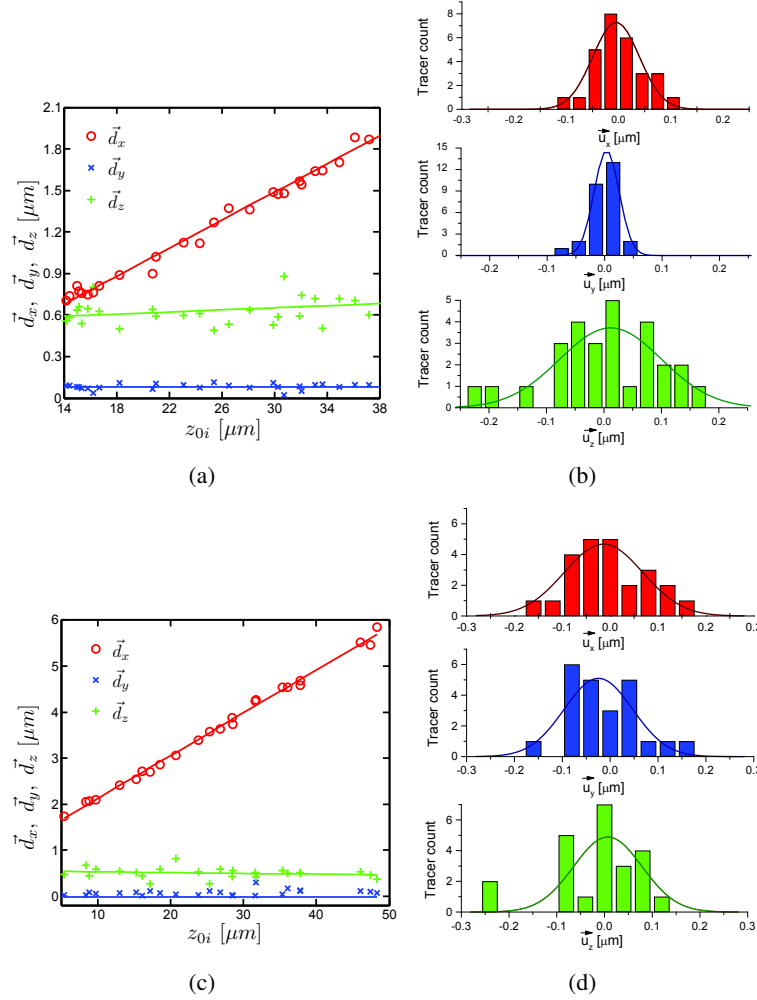 2.1
1.8
1.5
1.2
0.9
0.6
0.3
0
14 18 22 26 30 34 38
d⃗x
d⃗y
d⃗z
d⃗x, d⃗y, d⃗z [μm]
z0i [μm]
(a)
Tracer count
8
6
4
2
0
-0.3 -0.2 -0.1 0.0 0.1 0.2
u⃗x [μm]
Tracer count
15
12
9
6
3
0
-0.2 -0.1 0.0 0.1 0.2
u⃗y [μm]
Tracer count
5
4
3
2
1
0
-0.2 -0.1 0.0 0.1 0.2
u⃗z [μm]
(b)
6
5
4
3
2
1
0
10 20 30 40 50
d⃗x
d⃗y
d⃗z
d⃗x, d⃗y, d⃗z [μm]
z0i [μm]
(c)
Tracer count
6
4
2
0
-0.3 -0.2 -0.1 0.0 0.1 0.2 0.3
u⃗x [μm]
Tracer count
6
4
2
0
-0.3 -0.2 -0.1 0.0 0.1 0.2 0.3
u⃗y [μm]
Tracer count
6
4
2
0
-0.3 -0.2 -0.1 0.0 0.1 0.2 0.3
u⃗z [μm]
(d)